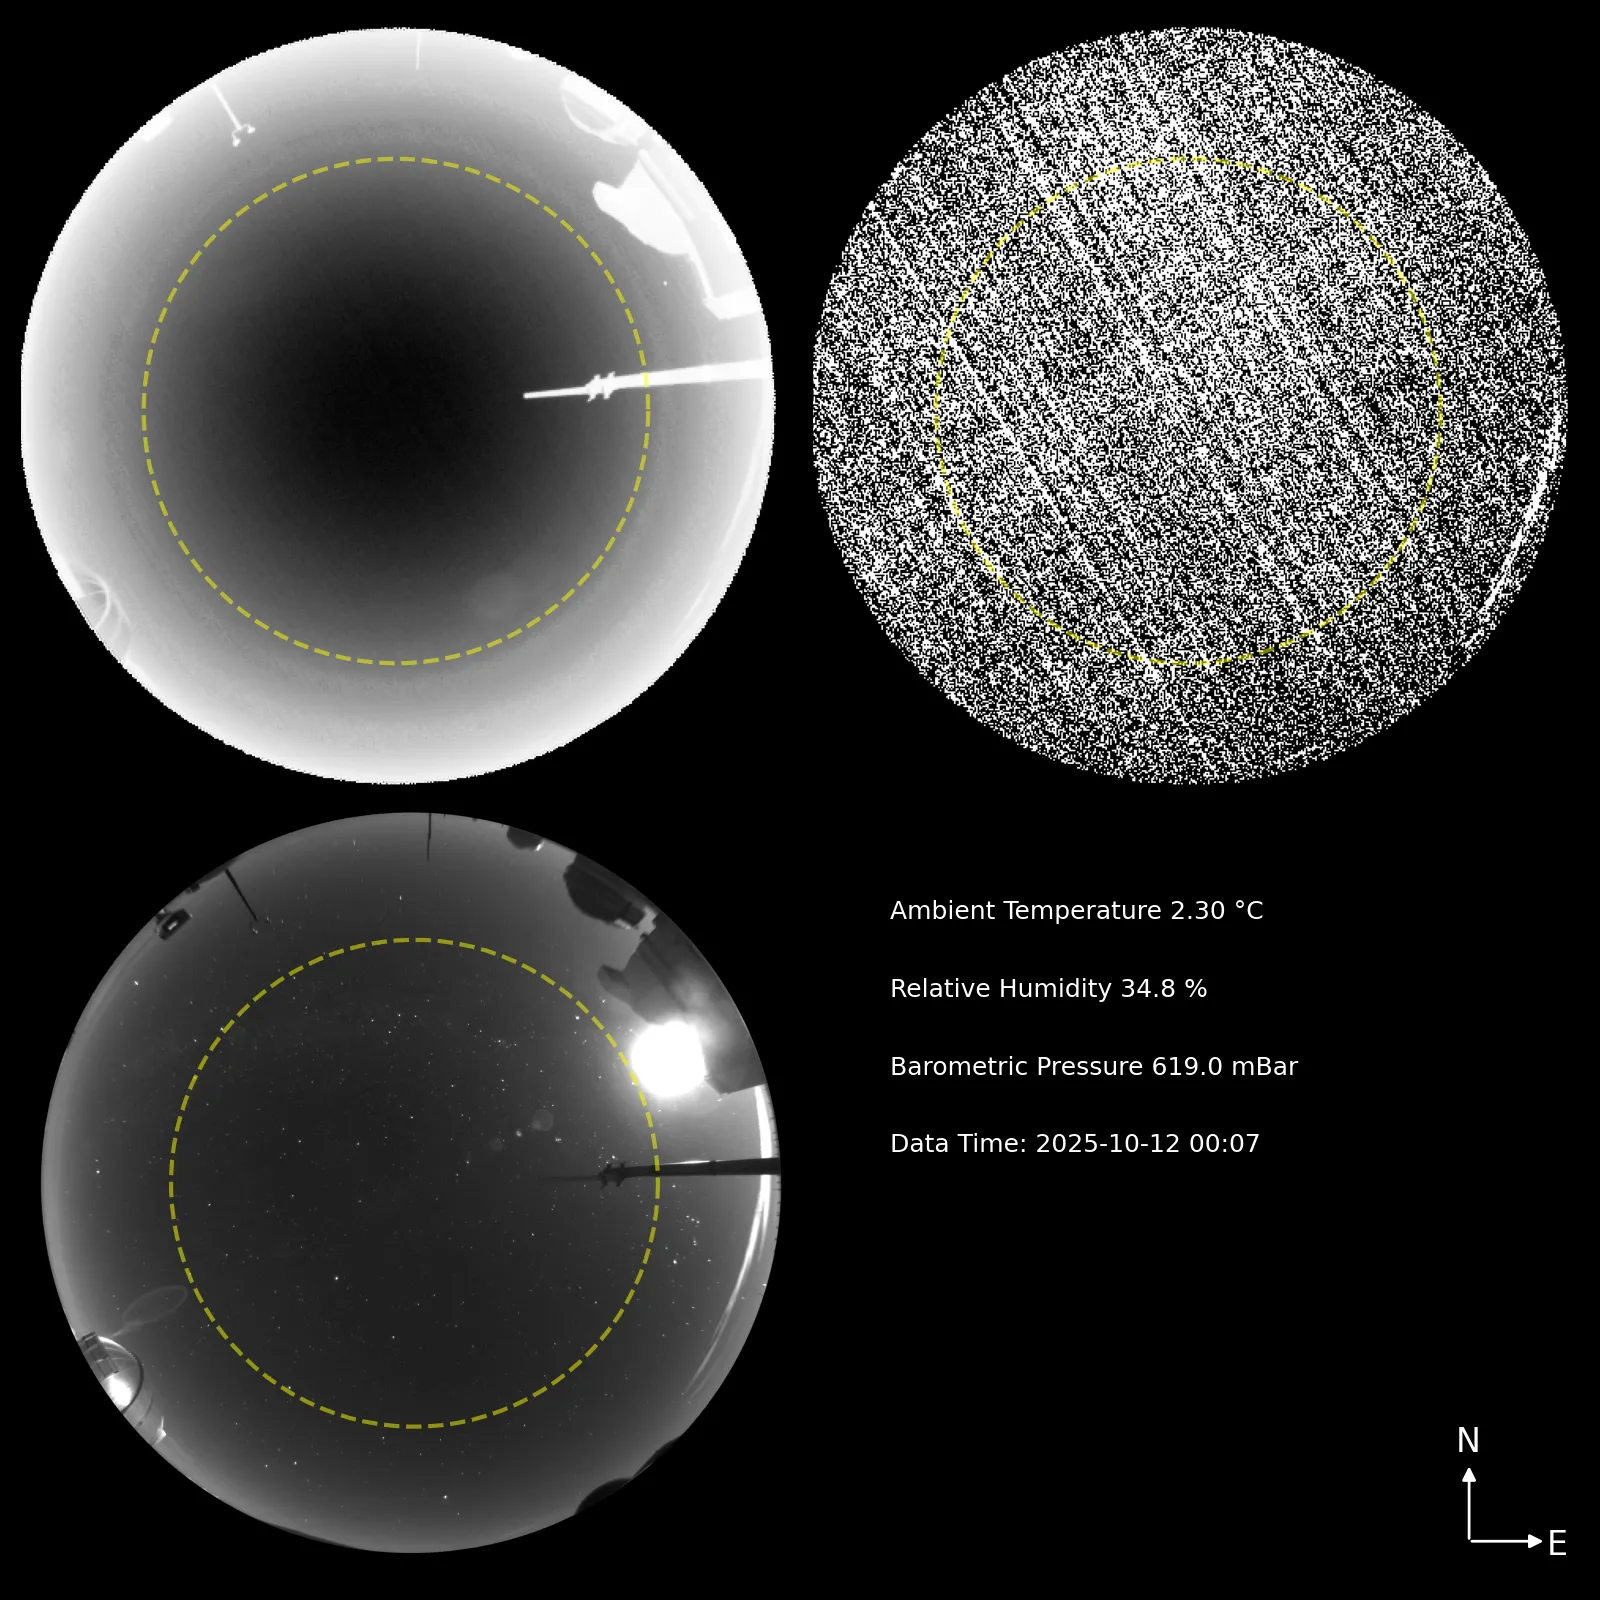 Ambient Temperature 2.30 °C
Relative Humidity 34.8 %
Barometric Pressure 619.0 mBar
Data Time: 2025-10-12 00:07
N
E